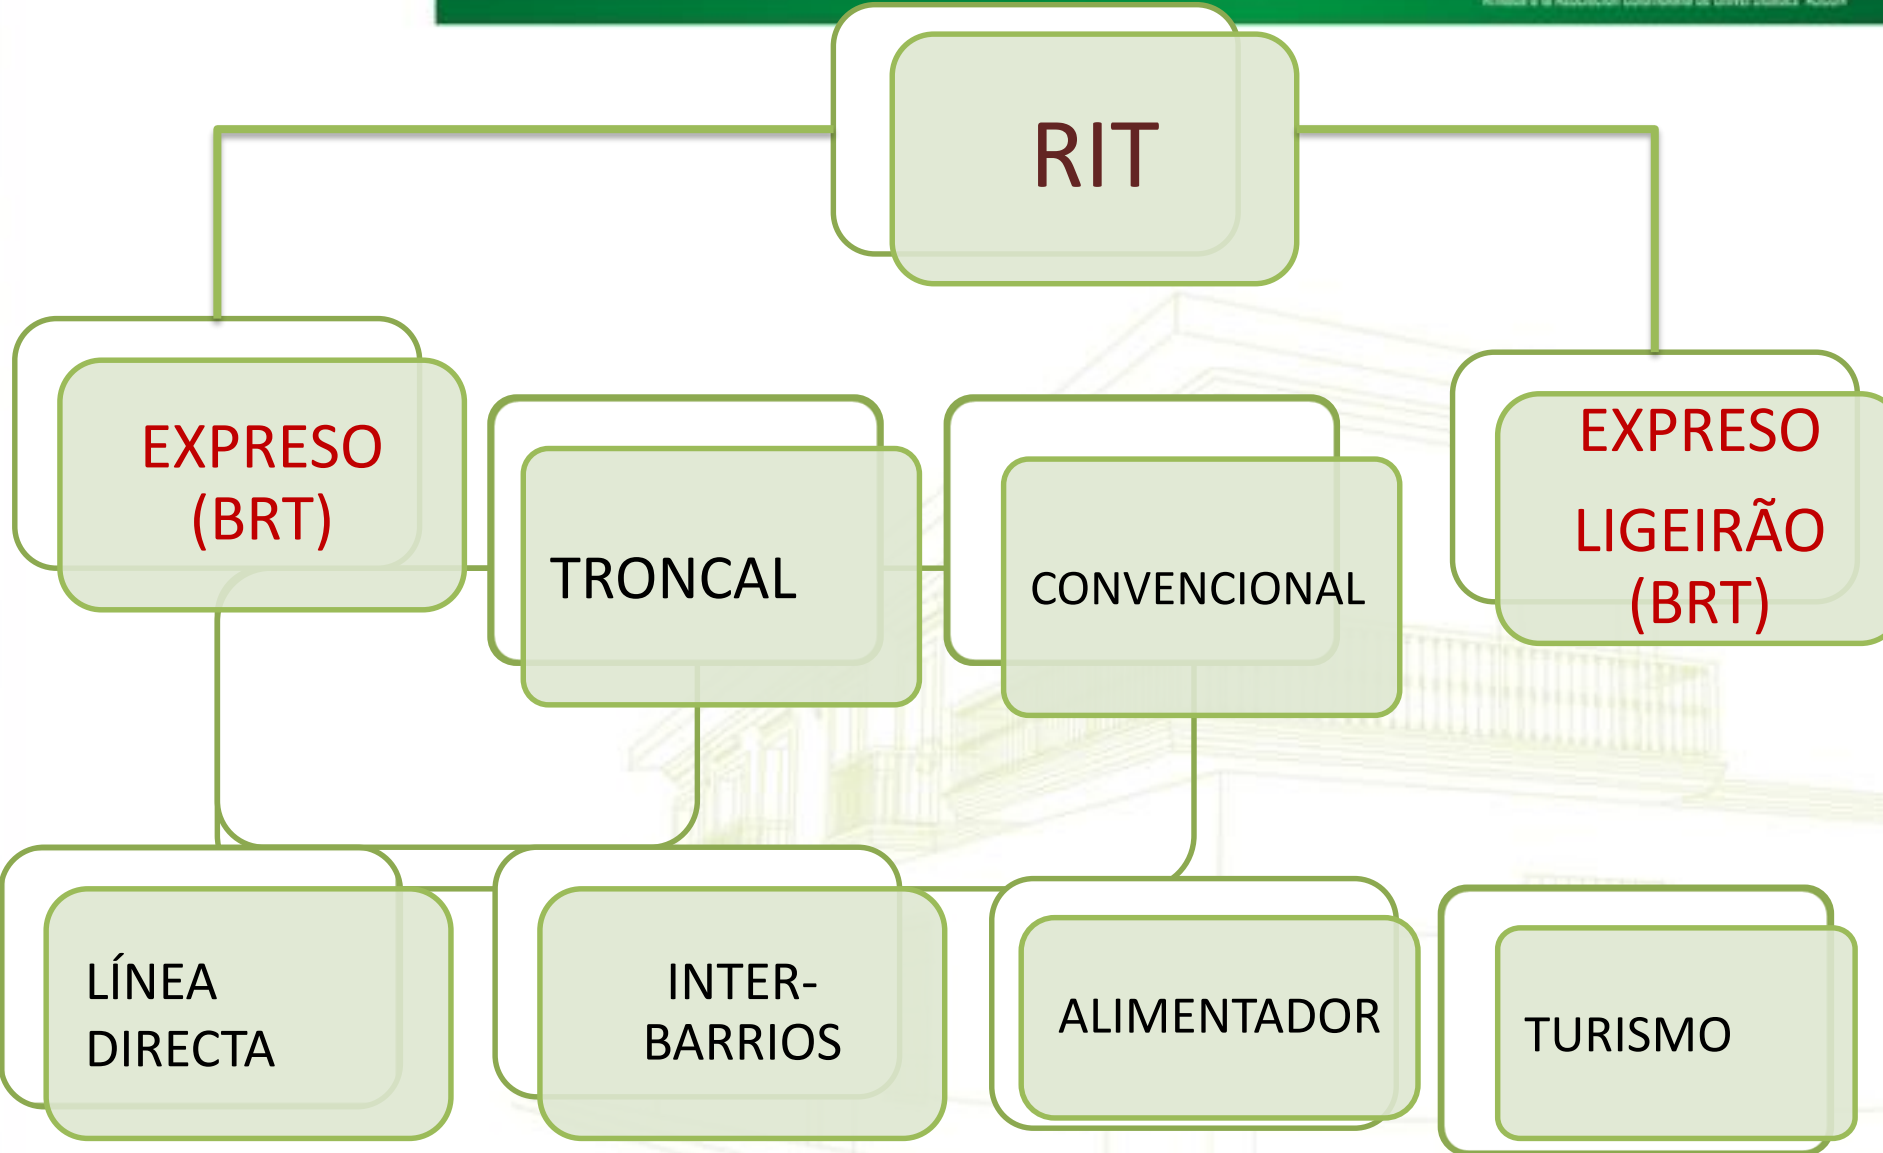 RIT
EXPRESO
(BRT)
TRONCAL
CONVENCIONAL
EXPRESO
LIGEIRÃO
(BRT)
LÍNEA
DIRECTA
INTER-
BARRIOS
ALIMENTADOR
TURISMO